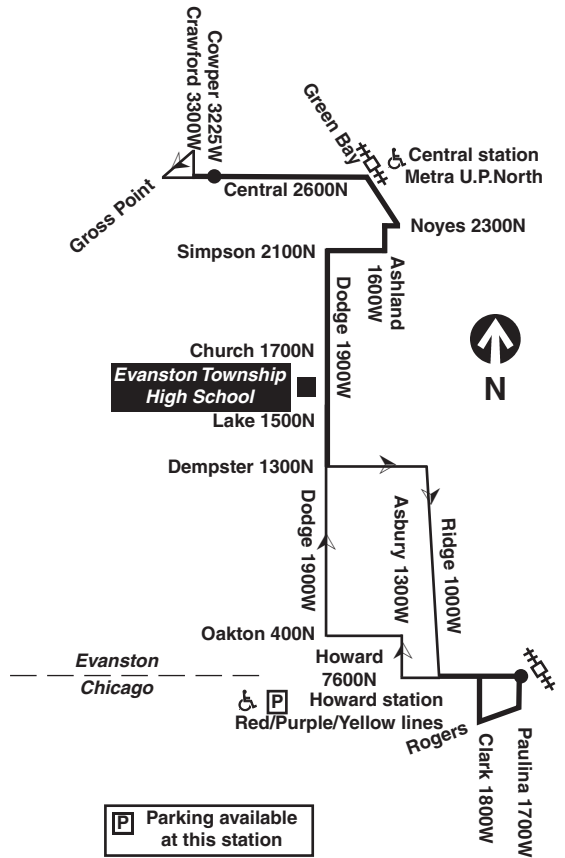 Cowper 3225W
Crawford 3300W
Green Bay
Central station
Metra U.P.North
Gross Point
Central 2600N
Noyes 2300N
Simpson 2100N
Ashland
1600W
Dodge 1900W
Church 1700N
Evanston Township
High School
Lake 1500N
N
Dempster 1300N
Dodge 1900W
Asbury 1300W
Ridge 1000W
Oakton 400N
Howard
7600N
Evanston
Chicago
P Howard station
Red/Purple/Yellow lines
Rogers
Clark 1800W
Paulina 1700W
P Parking available
at this station